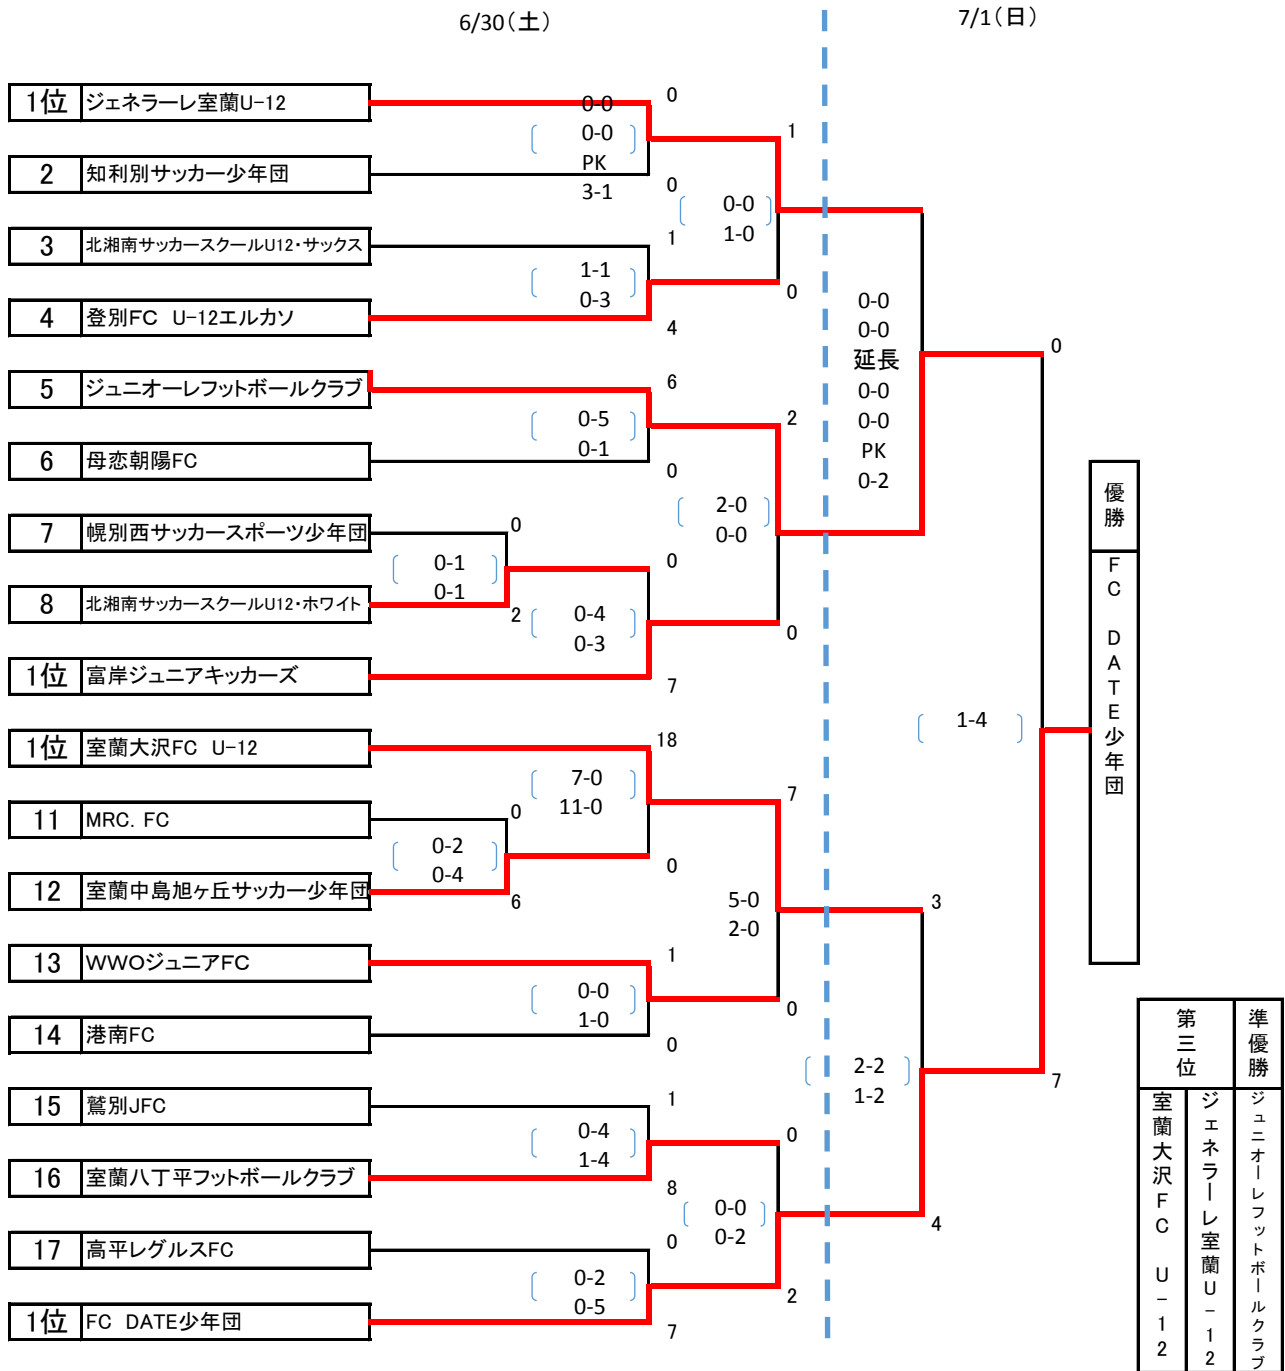 6/30(土)
7/1(日)
1位 ジェネラーレ室蘭U-12
0-0
0-0
PK
3-1
0
0
1
2 知利別サッカー少年団
0-0
1-0
3 北湘南サッカースクールU12・サックス
1
1-1
0-3
0
4 登別FC U-12エルカソ
4
0-0
0-0
延長
0-0
0-0
PK
0-2
0
5 ジュニオーレフットボールクラブ
6
0-5
0-1
2
6 母恋朝陽FC
0
2-0
0-0
7 幌別西サッカースポーツ少年団
0
0-1
0-1
0
8 北湘南サッカースクールU12・ホワイト
2
0-4
0-3
0
1位 富岸ジュニアキッカーズ
7
1-4
優勝
FC DATE少年団
1位 室蘭大沢FC U-12
18
7-0
11-0
7
11 MRC. FC
0
0-2
0-4
0
12 室蘭中島旭ヶ丘サッカー少年団
6
5-0
2-0
3
13 WWOジュニアFC
1
0-0
1-0
0
14 港南FC
0
2-2
1-2
7
15 鷲別JFC
1
0-4
1-4
0
16 室蘭八丁平フットボールクラブ
8
0-0
0-2
4
17 高平レグルスFC
0
0-2
0-5
2
1位 FC DATE少年団
7
準優勝
ジュニオーレフットボールクラブ
第三位
ジェネラーレ室蘭U-12
室蘭大沢FC U-12